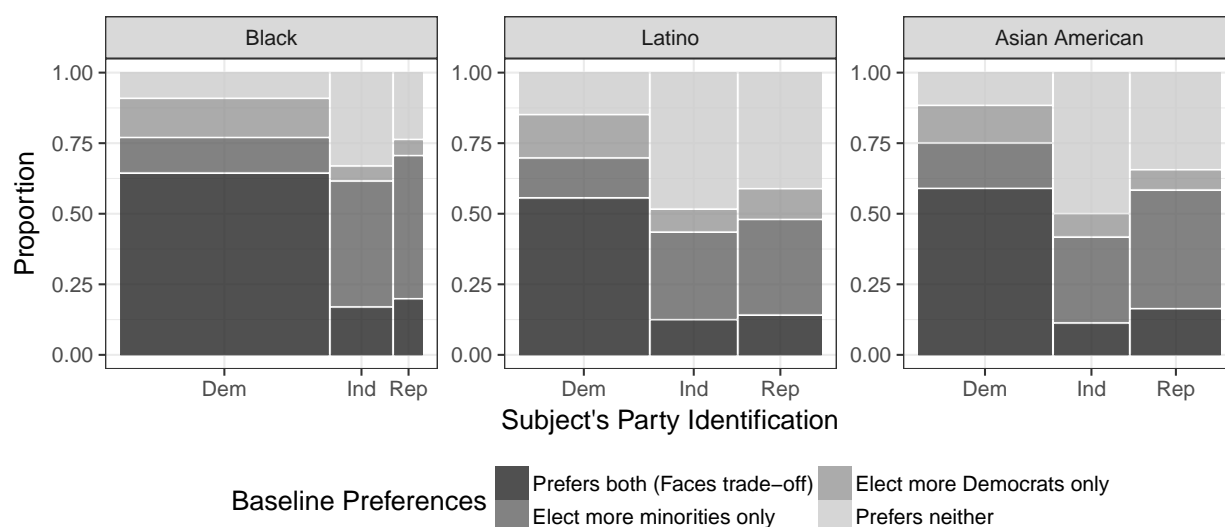 Black Latino Asian American
1.00 1.00 1.00
0.75 0.75 0.75
0.50 0.50 0.50
0.25 0.25 0.25
0.00 0.00 0.00
Proportion
Dem Ind Rep Dem Ind Rep Dem Ind Rep
Subject's Party Identification
Baseline Preferences
Prefers both (Faces trade−off) Elect more Democrats only
Elect more minorities only Prefers neither